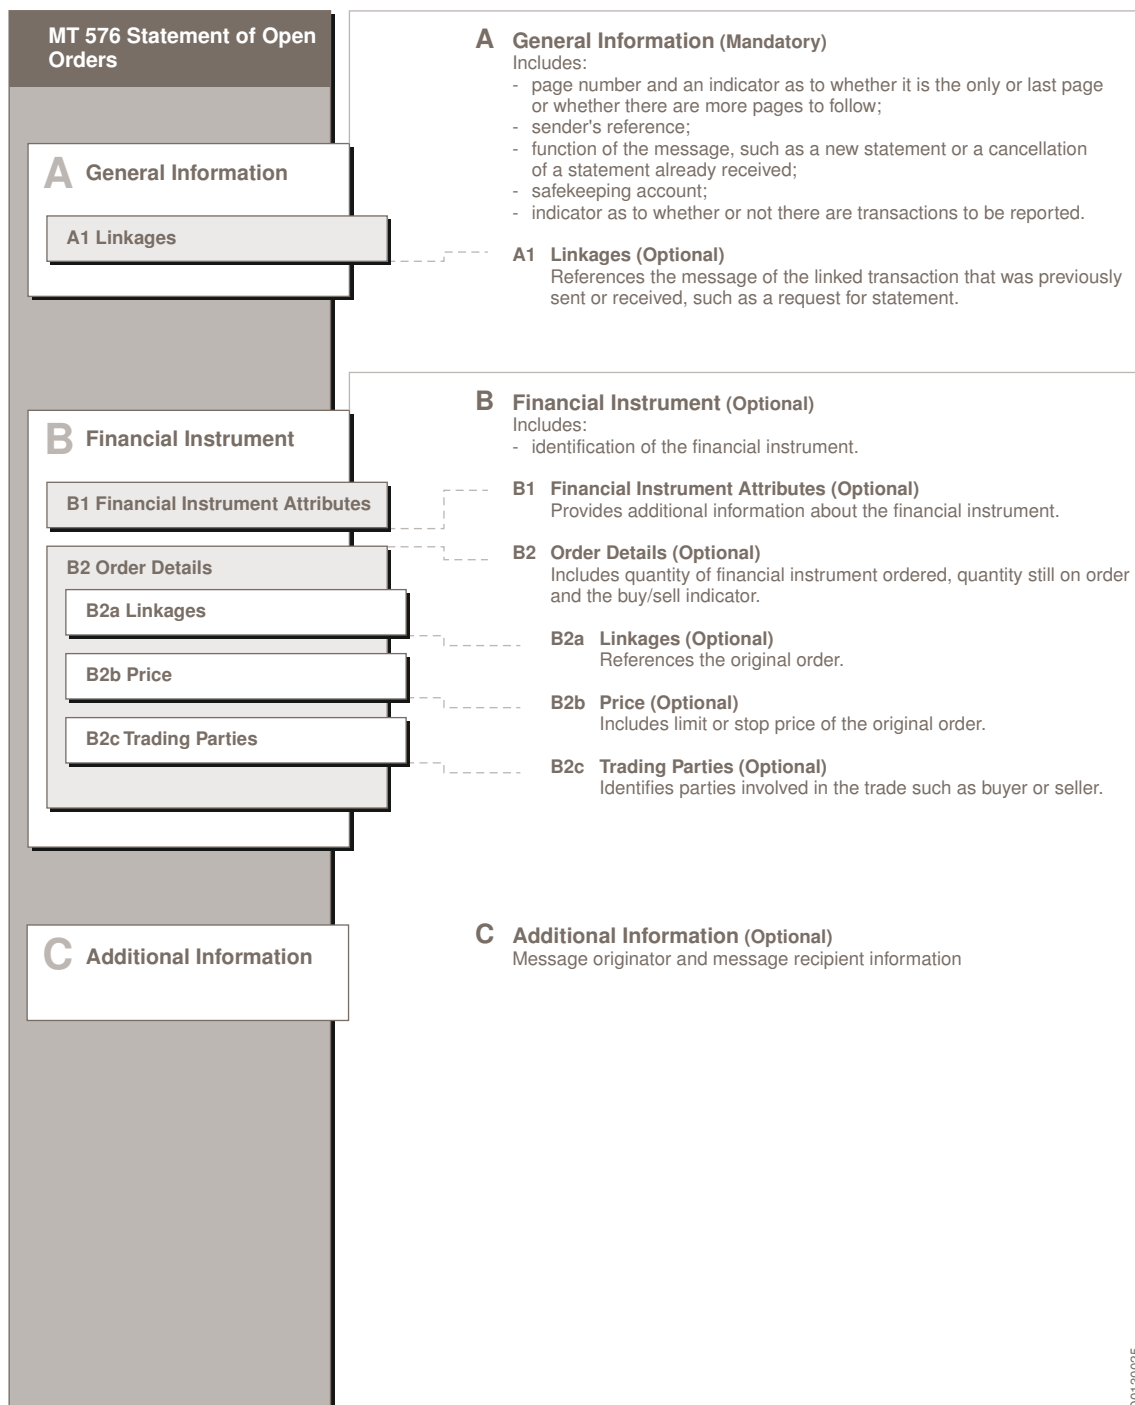 MT 576 Statement of Open
Orders
A General Information
A1 Linkages
B Financial Instrument
B1 Financial Instrument Attributes
B2 Order Details
B2a Linkages
B2b Price
B2c Trading Parties
C Additional Information
A General Information (Mandatory)
Includes:
- page number and an indicator as to whether it is the only or last page
or whether there are more pages to follow;
- sender's reference;
- function of the message, such as a new statement or a cancellation
of a statement already received;
- safekeeping account;
- indicator as to whether or not there are transactions to be reported.
A1 Linkages (Optional)
References the message of the linked transaction that was previously
sent or received, such as a request for statement.
B Financial Instrument (Optional)
Includes:
- identification of the financial instrument.
B1 Financial Instrument Attributes (Optional)
Provides additional information about the financial instrument.
B2 Order Details (Optional)
Includes quantity of financial instrument ordered, quantity still on order
and the buy/sell indicator.
B2a Linkages (Optional)
References the original order.
B2b Price (Optional)
Includes limit or stop price of the original order.
B2c Trading Parties (Optional)
Identifies parties involved in the trade such as buyer or seller.
C Additional Information (Optional)
Message originator and message recipient information